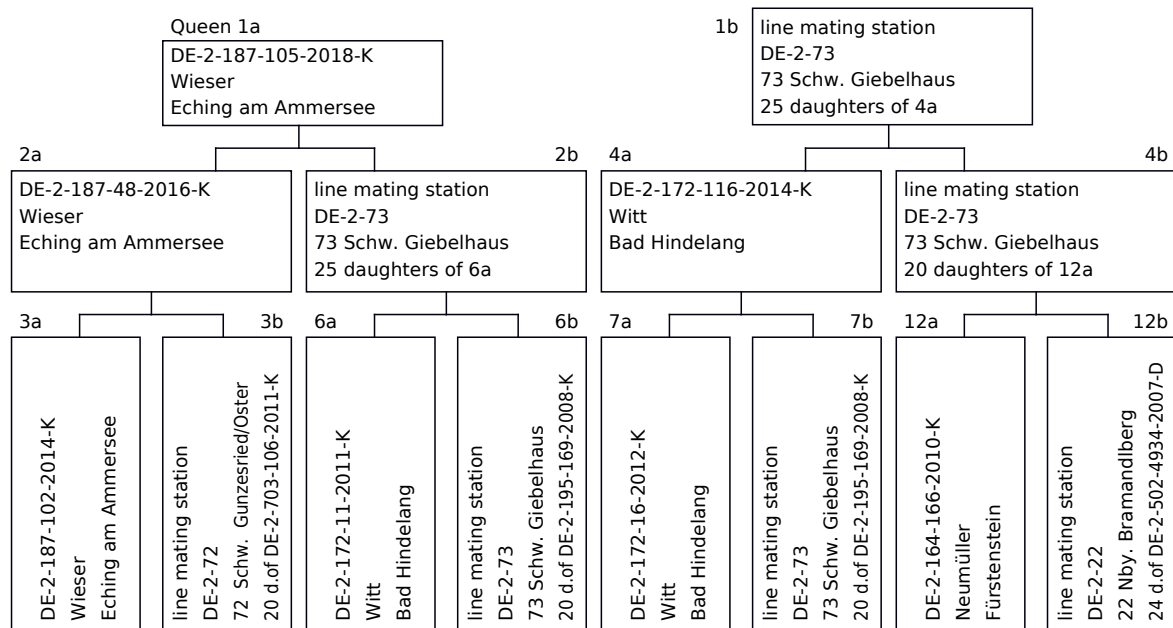 Queen 1a
DE-2-187-105-2018-K
Wieser
Eching am Ammersee
1b
line mating station
DE-2-73
73 Schw. Giebelhaus
25 daughters of 4a
2a
DE-2-187-48-2016-K
Wieser
Eching am Ammersee
2b
line mating station
DE-2-73
73 Schw. Giebelhaus
25 daughters of 6a
4a
DE-2-172-116-2014-K
Witt
Bad Hindelang
4b
line mating station
DE-2-73
73 Schw. Giebelhaus
20 daughters of 12a
3a
DE-2-187-102-2014-K
Wieser
Eching am Ammersee
3b
line mating station
DE-2-72
72 Schw. Gunzesried/Oster
20 d.of DE-2-703-106-2011-K
6a
DE-2-172-11-2011-K
Witt
Bad Hindelang
6b
line mating station
DE-2-73
73 Schw. Giebelhaus
20 d.of DE-2-195-169-2008-K
7a
DE-2-172-16-2012-K
Witt
Bad Hindelang
7b
line mating station
DE-2-73
73 Schw. Giebelhaus
20 d.of DE-2-195-169-2008-K
12a
DE-2-164-166-2010-K
Neumüller
Fürstenstein
12b
line mating station
DE-2-22
22 Nby. Bramandlberg
24 d.of DE-2-502-4934-2007-D